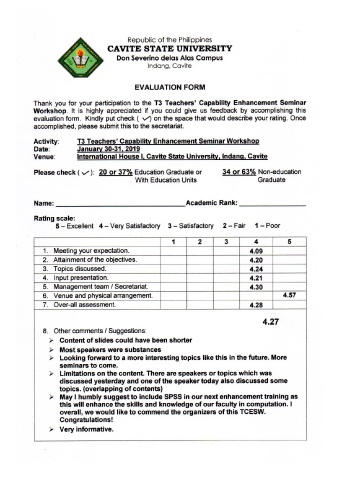 Republic of the Philippines
CAVITE STATE UNIVERSITY
Don Severino delas Alas Campus
Indang, Cavite
EVALUATION FORM
Thank you for your participation to the T3 Teachers' Capability Enhancement Seminar
Workshop. It is highly appreciated if you could give us feedback by accomplishing this
evaluation form. Kindly put check ( ✓) on the space that would describe your rating. Once
accomplished, please submit this to the secretariat.
Activity: T3 Teachers' Capability Enhancement Seminar Workshop
Date: January 30-31, 2019
Venue: International House I, Cavite State University, Indang, Cavite
Please check ( ✓ ): 20 or 37% Education Graduate or 34 or 63% Non-education
With Education Units Graduate
Name: Academic Rank:
Rating scale:
5 – Excellent 4 – Very Satisfactory 3 – Satisfactory 2 – Fair 1 – Poor
1 2 3 4 5
1. Meeting your expectation. 4.09
2. Attainment of the objectives. 4.20
3. Topics discussed. 4.24
4. Input presentation. 4.21
5. Management team / Secretariat. 4.30
6. Venue and physical arrangement. 4.57
7. Over-all assessment. 4.28
4.27
8. Other comments / Suggestions:
➢ Content of slides could have been shorter
➢ Most speakers were substances
➢ Looking forward to a more interesting topics like this in the future. More
seminars to come.
➢ Limitations on the content. There are speakers or topics which was
discussed yesterday and one of the speaker today also discussed some
topics. (overlapping of contents)
➢ May I humbly suggest to include SPSS in our next enhancement training as
this will enhance the skills and knowledge of our faculty in computation. I
overall, we would like to commend the organizers of this TCESW.
Congratulations!
➢ Very informative.